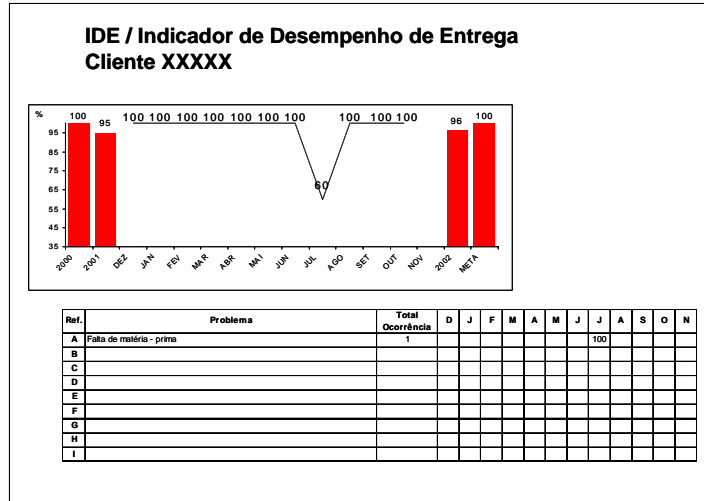 IDE / Indicador de Desempenho de Entrega
Cliente XXXXX
%
100 95 100 100 100 100 100 100 100 60 100 100 100 96 100
95
85
75
65
55
45
35
2000 2001 DEZ JAN FEV MAR ABR MAI JUN JUL AGO SET OUT NOV 2002 META
Ref. Problema Total Ocorrência D J F M A M J J A S O N
A Falta de matéria - prima 1 100
B
C
D
E
F
G
H
I